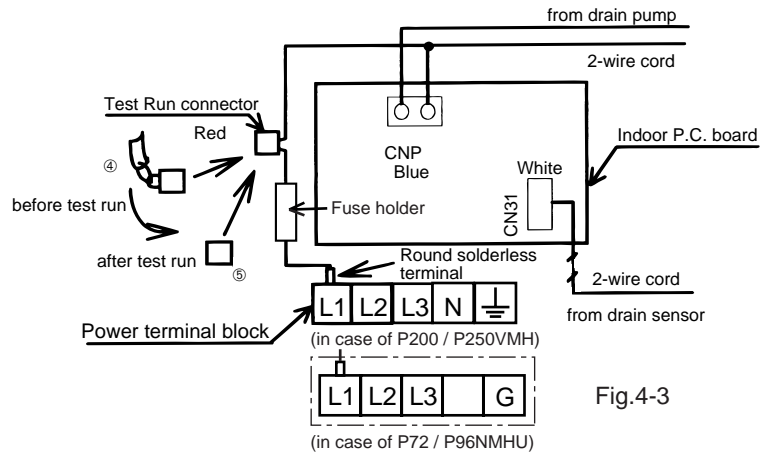 from drain pump
2-wire cord
Test Run connector
Red
Indoor P.C. board
CNP
Blue
White
CN31
④
before test run
Fuse holder
after test run
⑤
Round solderless
terminal
2-wire cord
from drain sensor
L1 L2 L3 N
Power terminal block
(in case of P200 / P250VMH)
L1 L2 L3 G
Fig.4-3
(in case of P72 / P96NMHU)